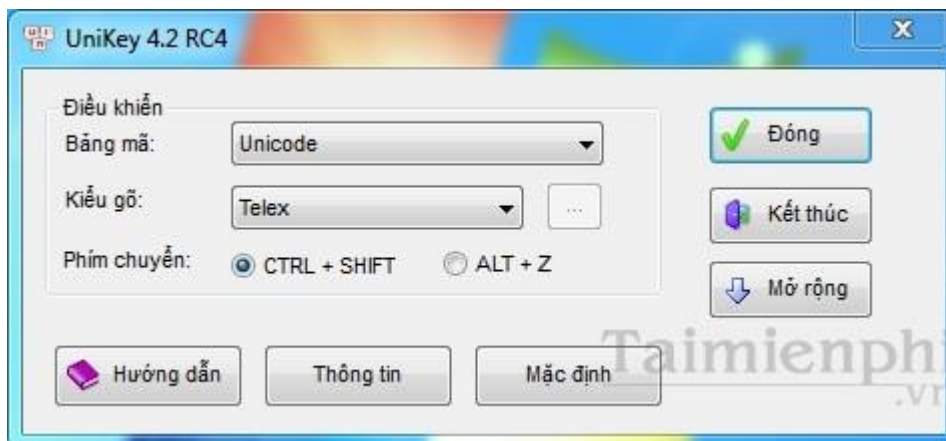 UniKey 4.2 RC4
Điều khiển
Bảng mã: Unicode
Kiểu gõ: Telex ...
Phím chuyển: CTRL + SHIFT ALT + Z
Đóng
Kết thúc
Mở rộng
Hướng dẫn Thông tin Mặc định
Taimienphi
.vn